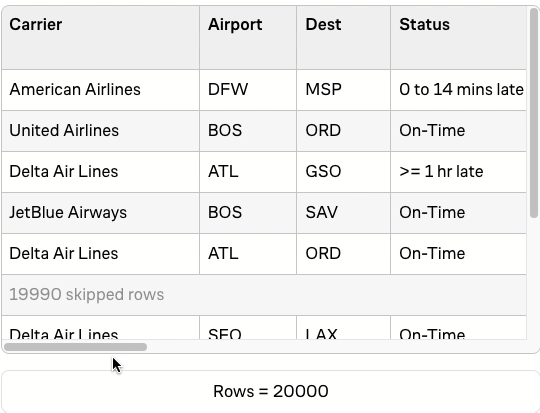 Carrier Airport Dest Status
American Airlines DFW MSP 0 to 14 mins late
United Airlines BOS ORD On-Time
Delta Air Lines ATL GSO >= 1 hr late
JetBlue Airways BOS SAV On-Time
Delta Air Lines ATL ORD On-Time
19990 skipped rows
Delta Air Lines SEO LAX On-Time
Rows = 20000